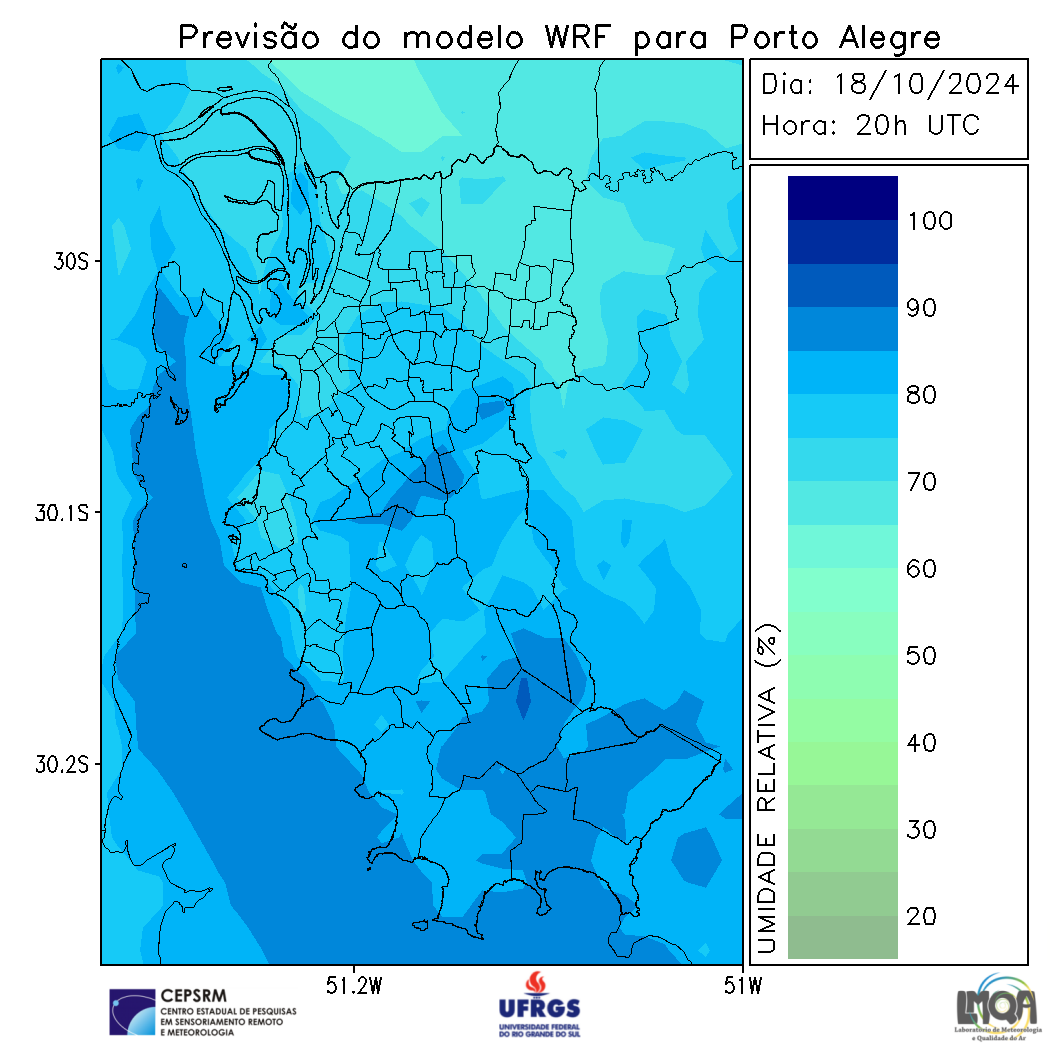 Previsão do modelo WRF para Porto Alegre
Dia: 18/10/2024
Hora: 20h UTC
30S
30.1S
30.2S
51.2W
51W
UMIDADE RELATIVA (%)
100
90
80
70
60
50
40
30
20
CEPSRM
CENTRO ESTADUAL DE PESQUISAS
EM SENSORIAMENTO REMOTO
E METEOROLOGIA
UFRGS
UNIVERSIDADE FEDERAL
DO RIO GRANDE DO SUL
LMQA
Laboratório de Meteorologia
e Qualidade do Ar